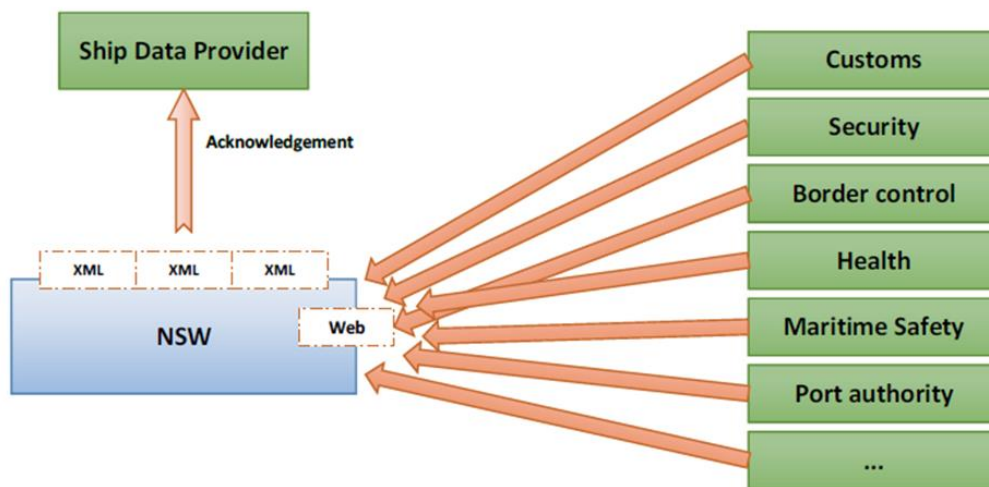 Ship Data Provider
Acknowledgement
XML XML XML
NSW
Web
Customs
Security
Border control
Health
Maritime Safety
Port authority
...